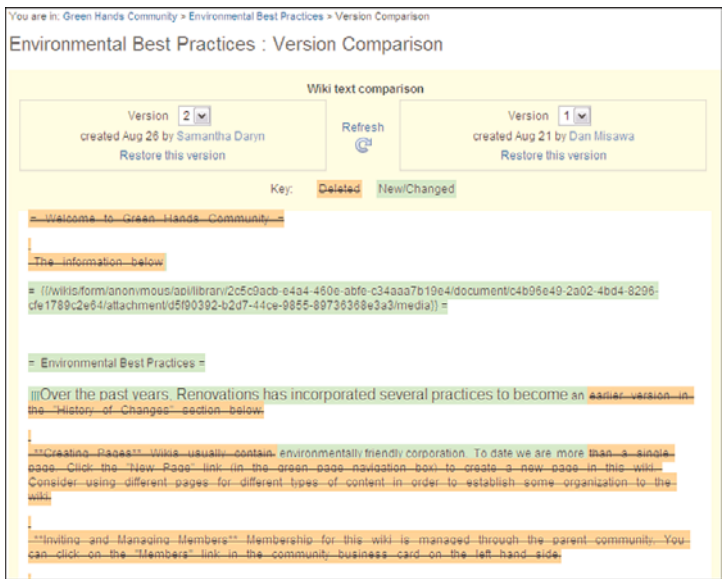 You are in: Green Hands Community > Environmental Best Practices > Version Comparison
Environmental Best Practices : Version Comparison
Wiki text comparison
Version 2
created Aug 26 by Samantha Daryn
Restore this version
Refresh
Version 1
created Aug 21 by Dan Misawa
Restore this version
Key: Deleted New/Changed
= Welcome to Green Hands Community =
The information below
= {{/wikis/form/anonymous/api/library/2c5c9acb-e4a4-460e-abfe-c34aaa7b19e4/document/c4b96e49-2a02-4bd4-8296-
cfe1789c2e64/attachment/d5f90392-b2d7-44ce-9855-89736368e3a3/media}} =
= Environmental Best Practices =
|||Over the past years, Renovations has incorporated several practices to become an earlier version in
the "History of Changes" section below.
**Creating Pages** Wikis usually contain environmentally friendly corporation. To date we are more than a single
page. Click the "New Page" link (in the green page navigation box) to create a new page in this wiki.
Consider using different pages for different types of content in order to establish some organization to the
wiki.
**Inviting and Managing Members** Membership for this wiki is managed through the parent community. You
can click on the "Members" link in the community business card on the left hand side.